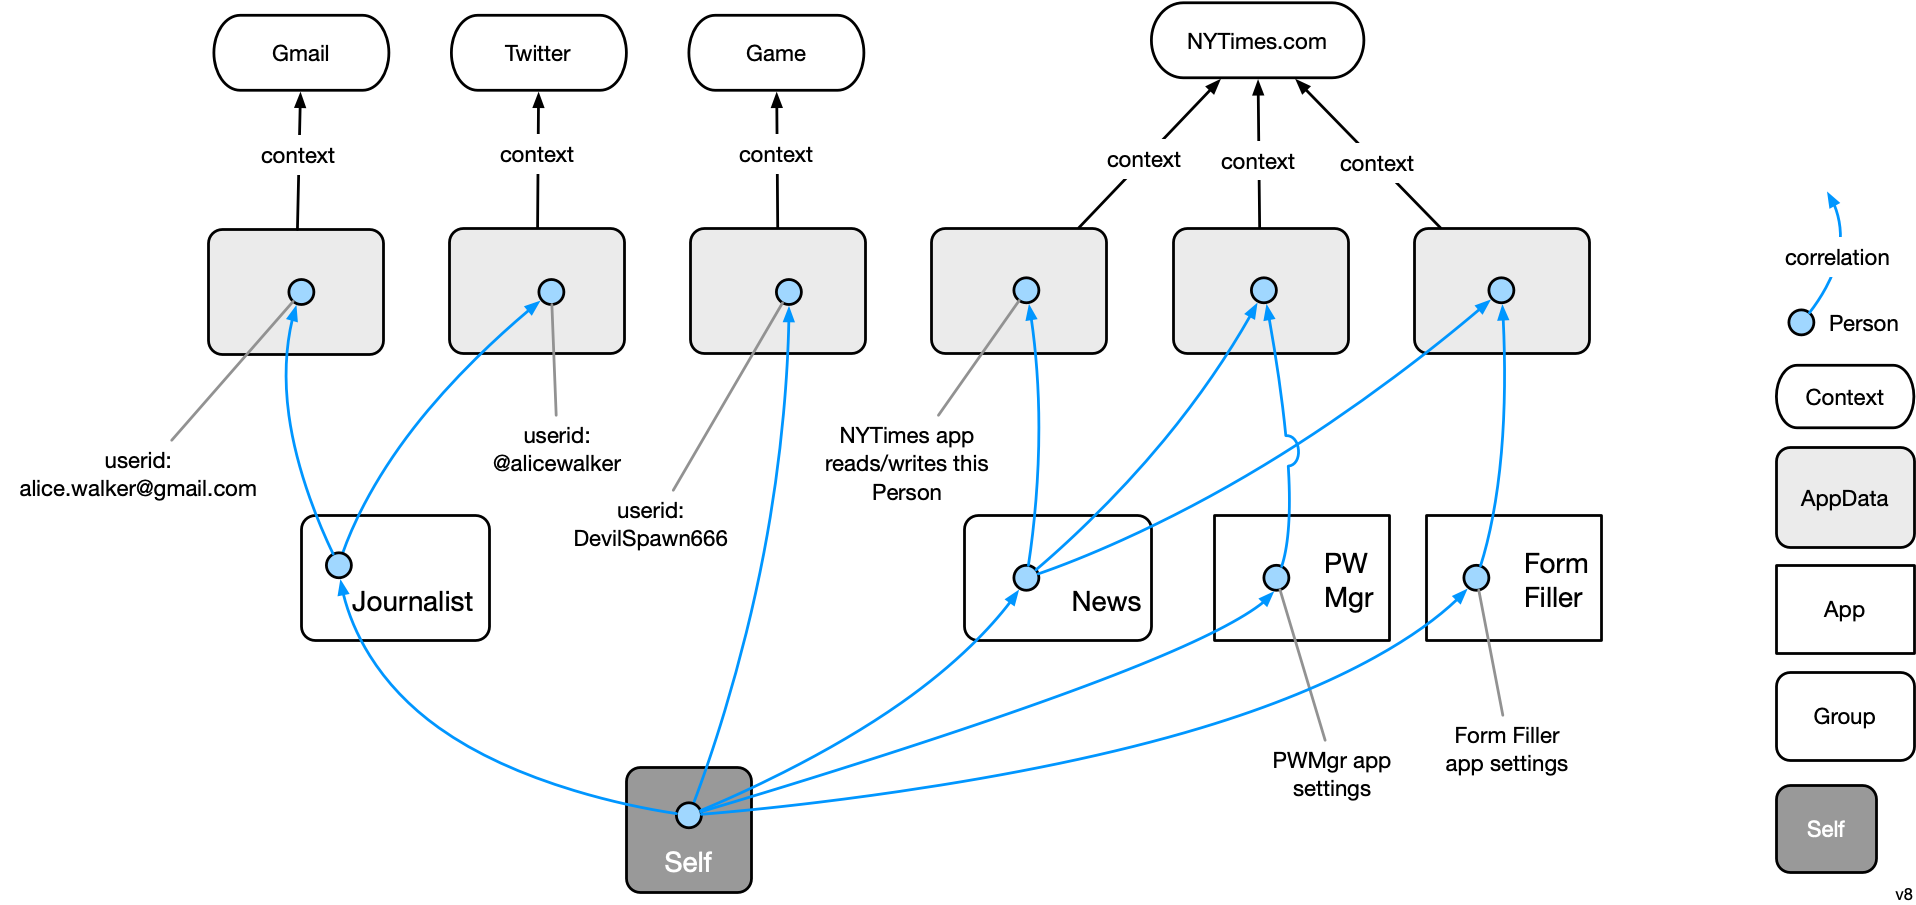 Gmail
Twitter
Game
NYTimes.com
context
context
context
context
context
context
correlation
Person
Context
AppData
App
Group
Self
userid:
alice.walker@gmail.com
userid:
@alicewalker
userid:
DevilSpawn666
NYTimes app
reads/writes this
Person
Journalist
News
PW
Mgr
Form
Filler
PWMgr app
settings
Form Filler
app settings
Self
v8